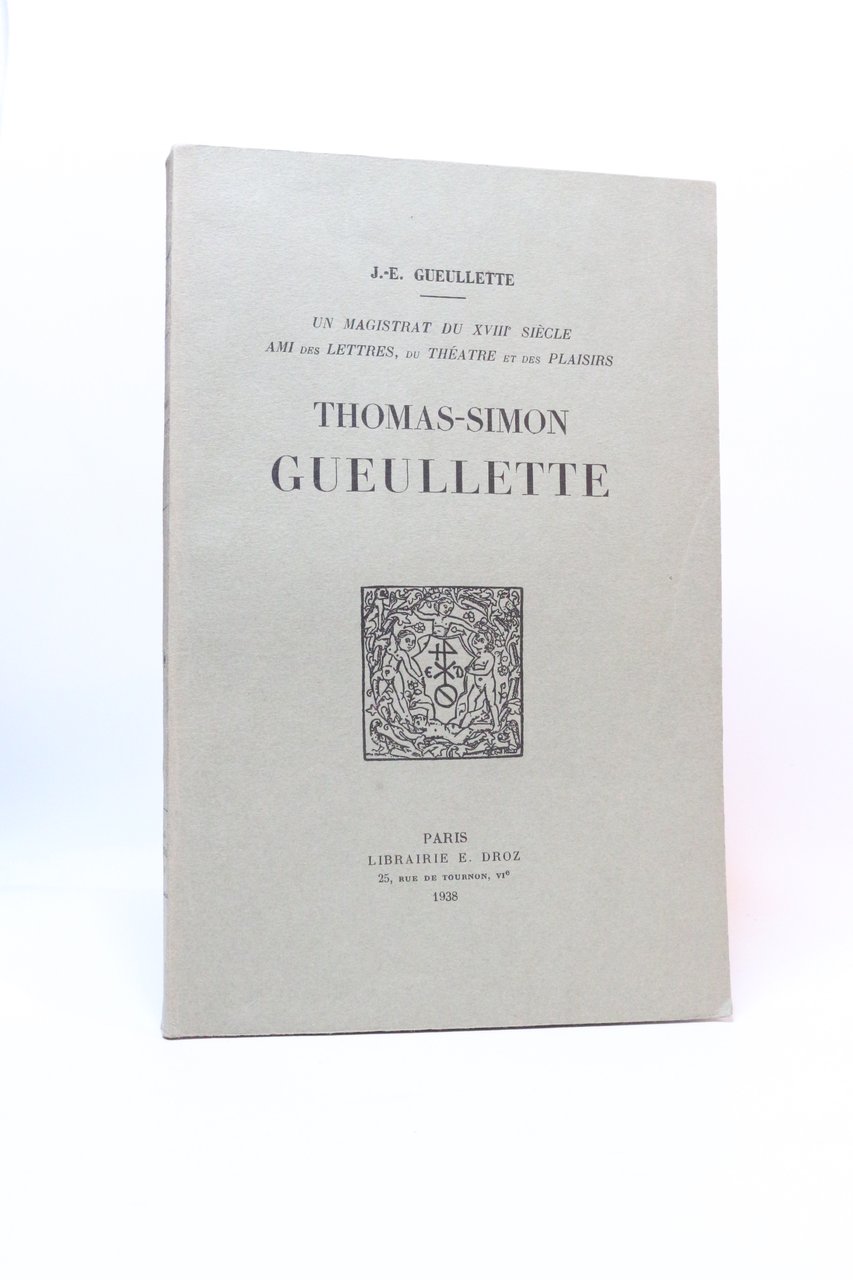 J.-E. GUEULLETTE
UN MAGISTRAT DU XVIIIᵉ SIÈCLE
AMI DES LETTRES, DU THÉATRE ET DES PLAISIRS
THOMAS-SIMON
GUEULLETTE
E D
PARIS
LIBRAIRIE E. DROZ
25, RUE DE TOURNON, VIᵉ
1938